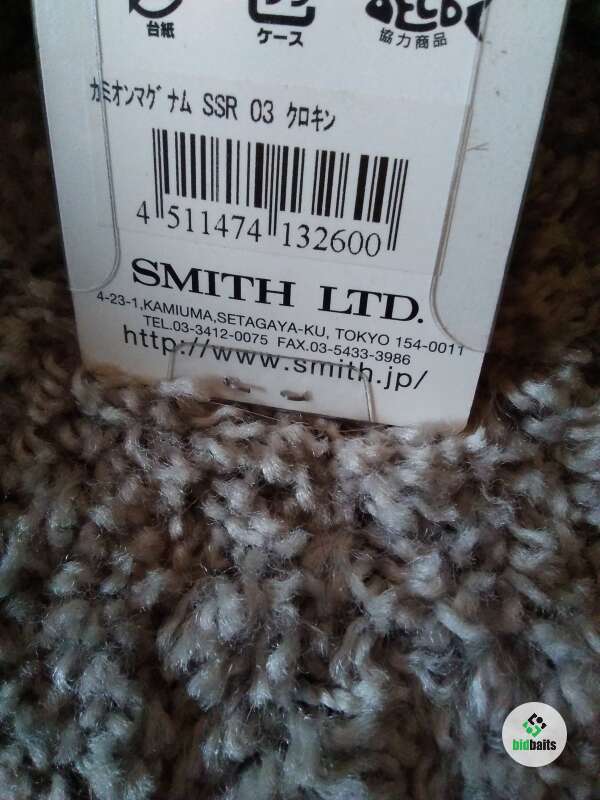 台紙
ケース
協力商品
カミオンマグナム SSR 03 クロキン
4 511474 132600
SMITH LTD.
4-23-1,KAMIUMA,SETAGAYA-KU, TOKYO 154-0011
TEL.03-3412-0075 FAX.03-5433-3986
http://www.smith.jp/
bidbaits